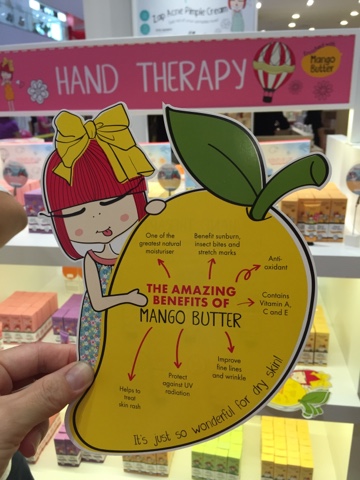 Zap Acne Pimple Cream
HAND THERAPY
Mango
Butter
One of the
greatest natural
moisturiser
Benefit sunburn,
insect bites and
stretch marks
Anti-
oxidant
THE AMAZING
BENEFITS OF
MANGO BUTTER
Contains
Vitamin A,
C and E
Helps to
treat
skin rash
Protect
against UV
radiation
Improve
fine lines
and wrinkle
It's just so wonderful for dry skin!